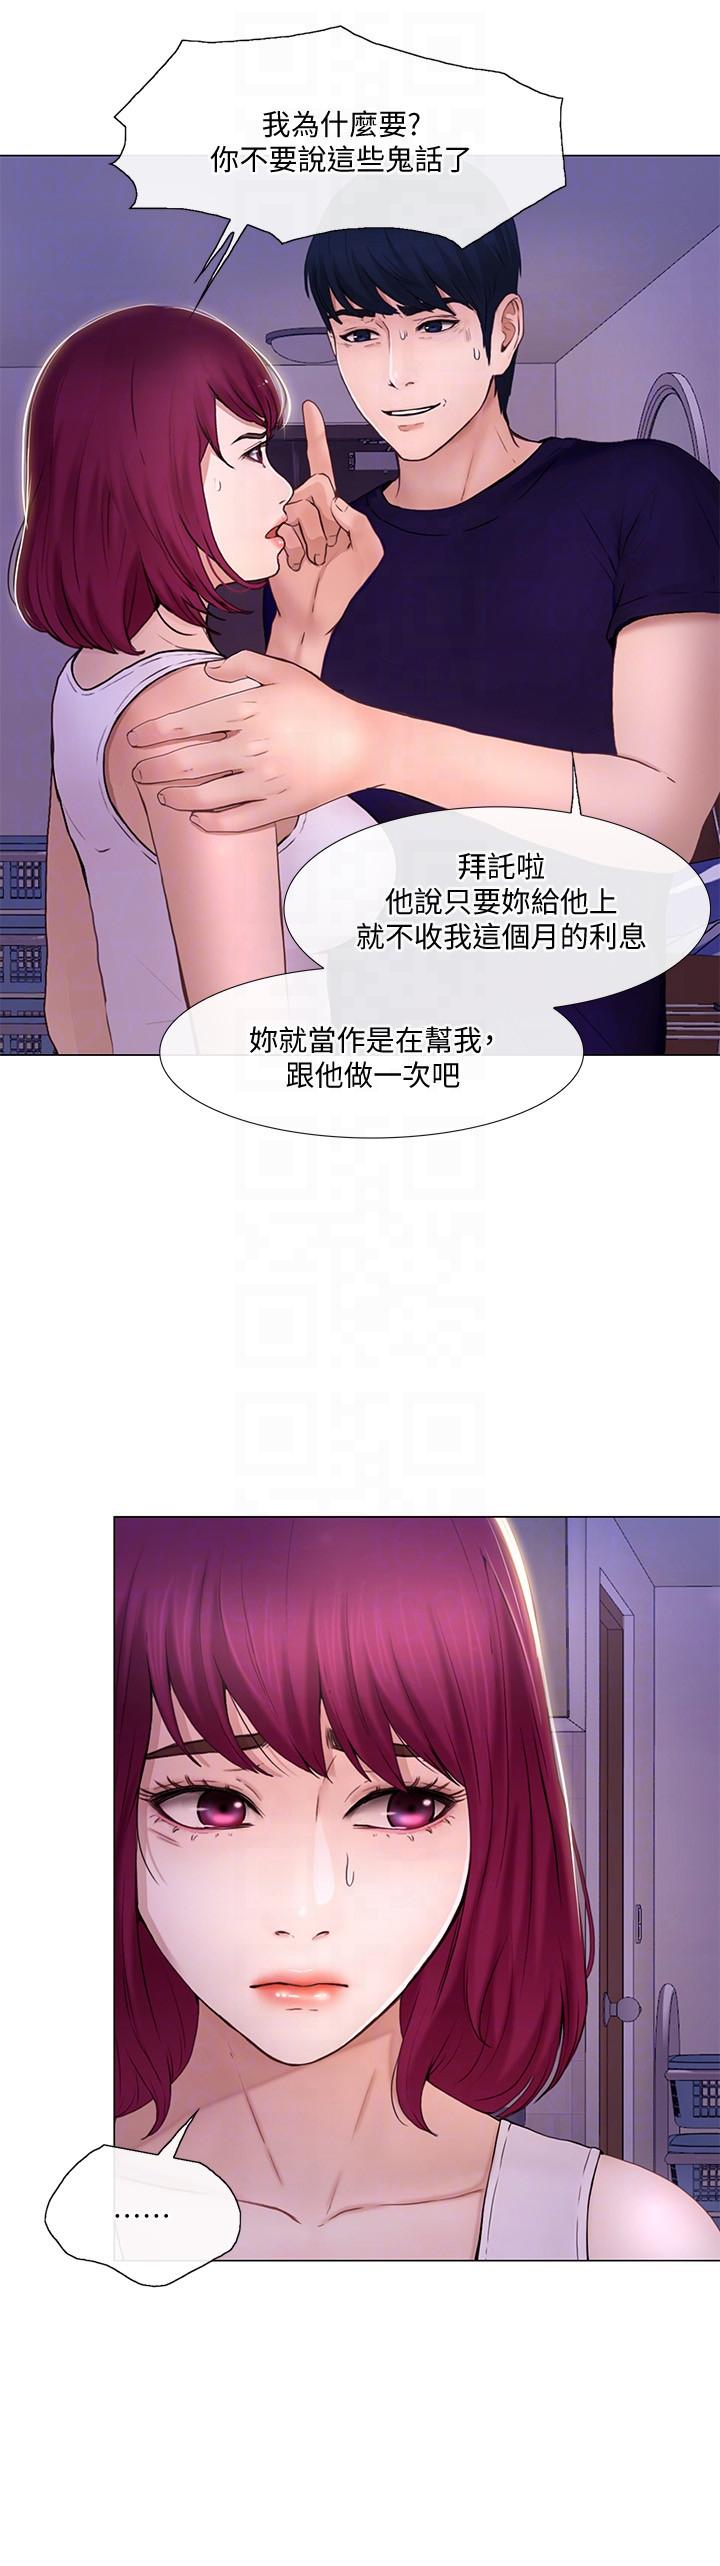 我為什麼要?
你不要說這些鬼話了
拜託啦
他說只要妳給他上
就不收我這個月的利息
妳就當作是在幫我,
跟他做一次吧
……